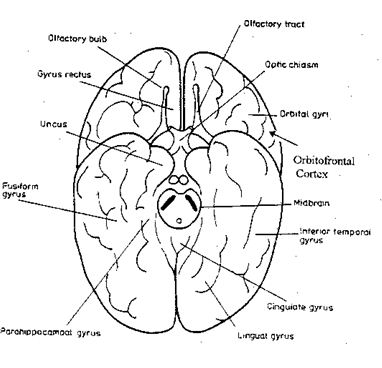 Olfactory tract
Olfactory bulb
Optic chiasm
Gyrus rectus
Orbital gyri
Uncus
Orbitofrontal
Cortex
Fusiform
gyrus
Midbrain
Inferior temporal
gyrus
Cingulate gyrus
Parahippocampal gyrus
Lingual gyrus